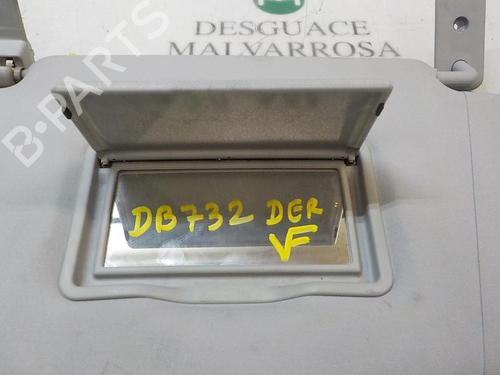 DESGUACE
MALVARROSA
B-PARTS
DB732 DER
VF